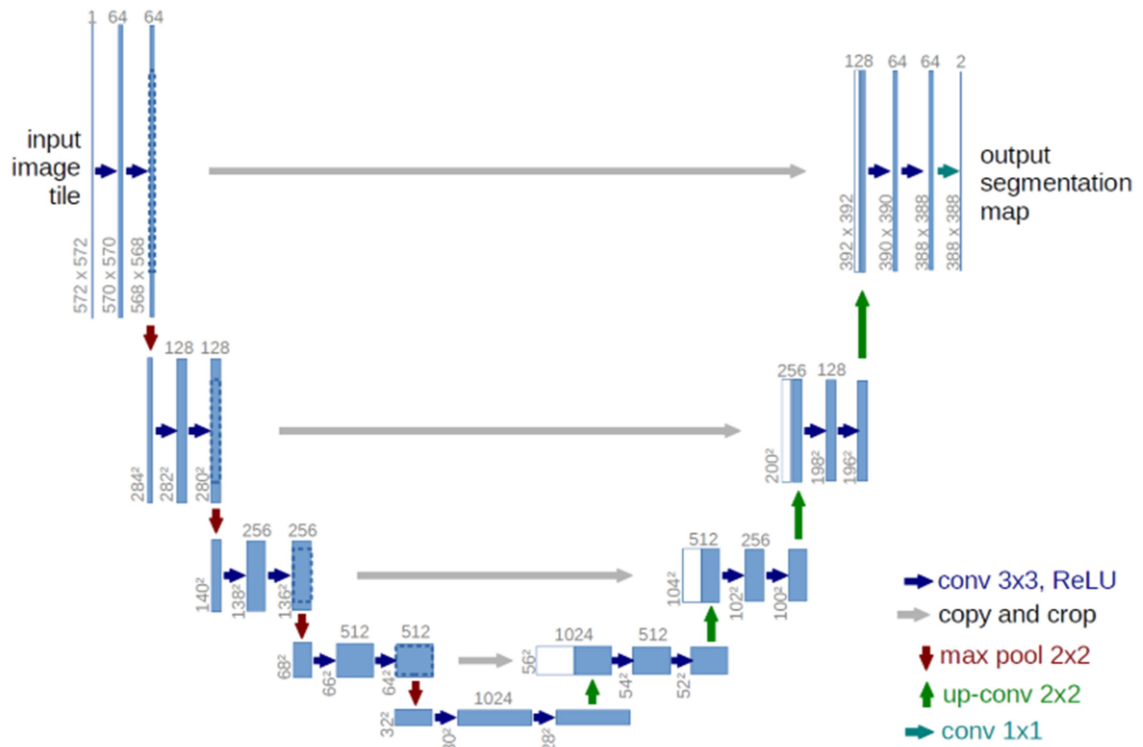 1 64 64
input
image
tile
572 x 572
570 x 570
568 x 568
128 64 64 2
output
segmentation
map
392 x 392
390 x 390
388 x 388
388 x 388
128 128
284²
282²
280²
256 128
200²
198²
196²
256 256
140²
138²
136²
512 256
104²
102²
100²
512 512
68²
66²
64²
1024 512
56²
54²
52²
1024
32²
conv 3x3, ReLU
copy and crop
max pool 2x2
up-conv 2x2
conv 1x1